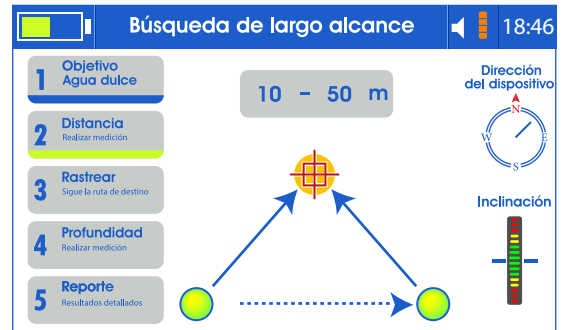 Búsqueda de largo alcance
18:46
1 Objetivo
Agua dulce
2 Distancia
Realizar medición
3 Rastrear
Sigue la ruta de destino
4 Profundidad
Realizar medición
5 Reporte
Resultados detallados
10 - 50 m
Dirección
del dispositivo
N
W
E
S
Inclinación